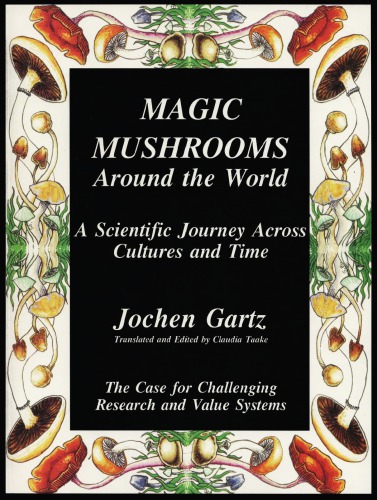 MAGIC
MUSHROOMS
Around the World
A Scientific Journey Across
Cultures and Time
Jochen Gartz
Translated and Edited by Claudia Taake
The Case for Challenging
Research and Value Systems